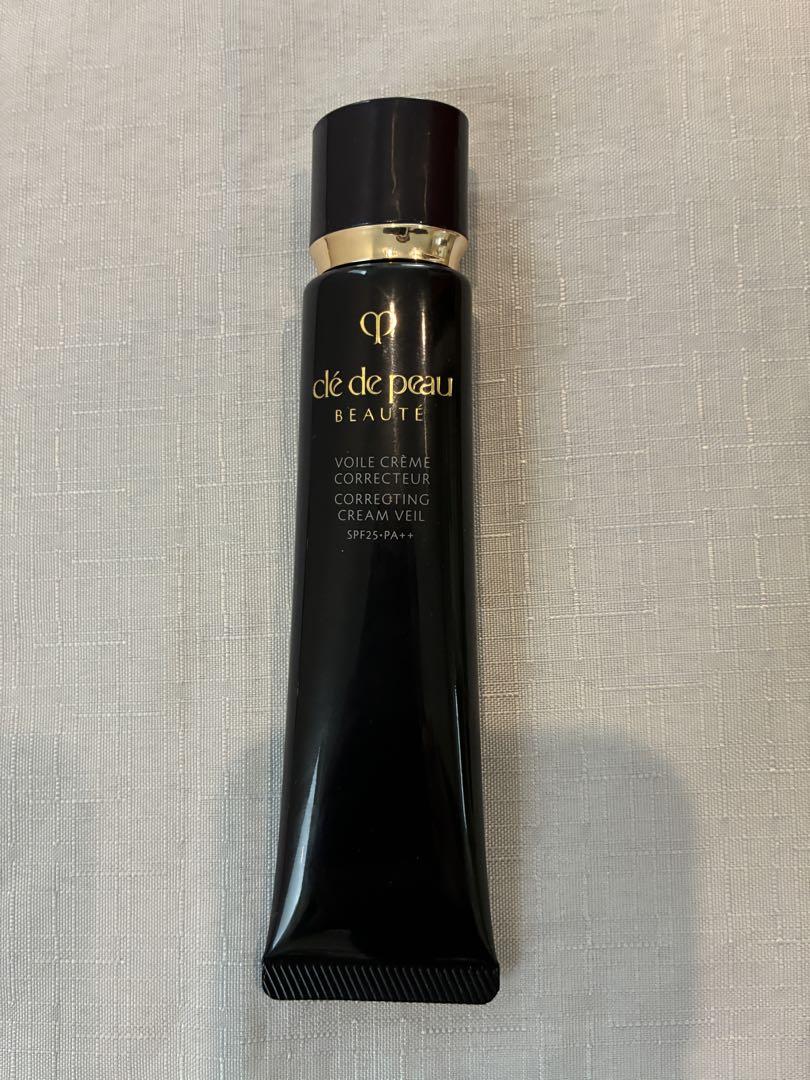 clé de peau
BEAUTÉ
VOILE CRÈME
CORRECTEUR
CORRECTING
CREAM VEIL
SPF25•PA++